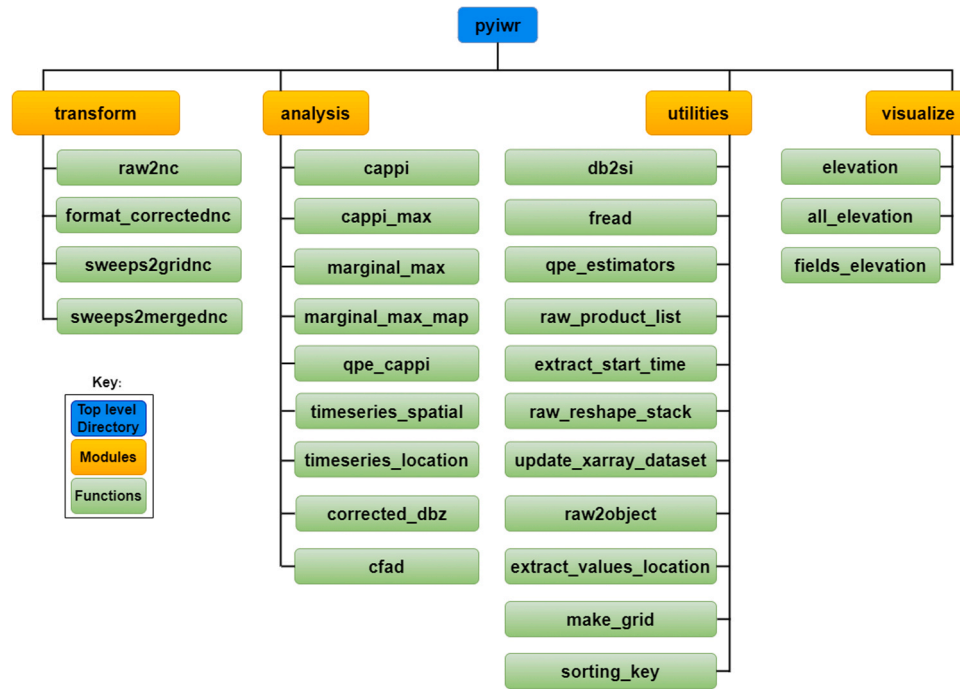 pyiwr
transform
raw2nc
format_correctednc
sweeps2gridnc
sweeps2mergednc
Key:
Top level
Directory
Modules
Functions
analysis
cappi
cappi_max
marginal_max
marginal_max_map
qpe_cappi
timeseries_spatial
timeseries_location
corrected_dbz
cfad
utilities
db2si
fread
qpe_estimators
raw_product_list
extract_start_time
raw_reshape_stack
update_xarray_dataset
raw2object
extract_values_location
make_grid
sorting_key
visualize
elevation
all_elevation
fields_elevation